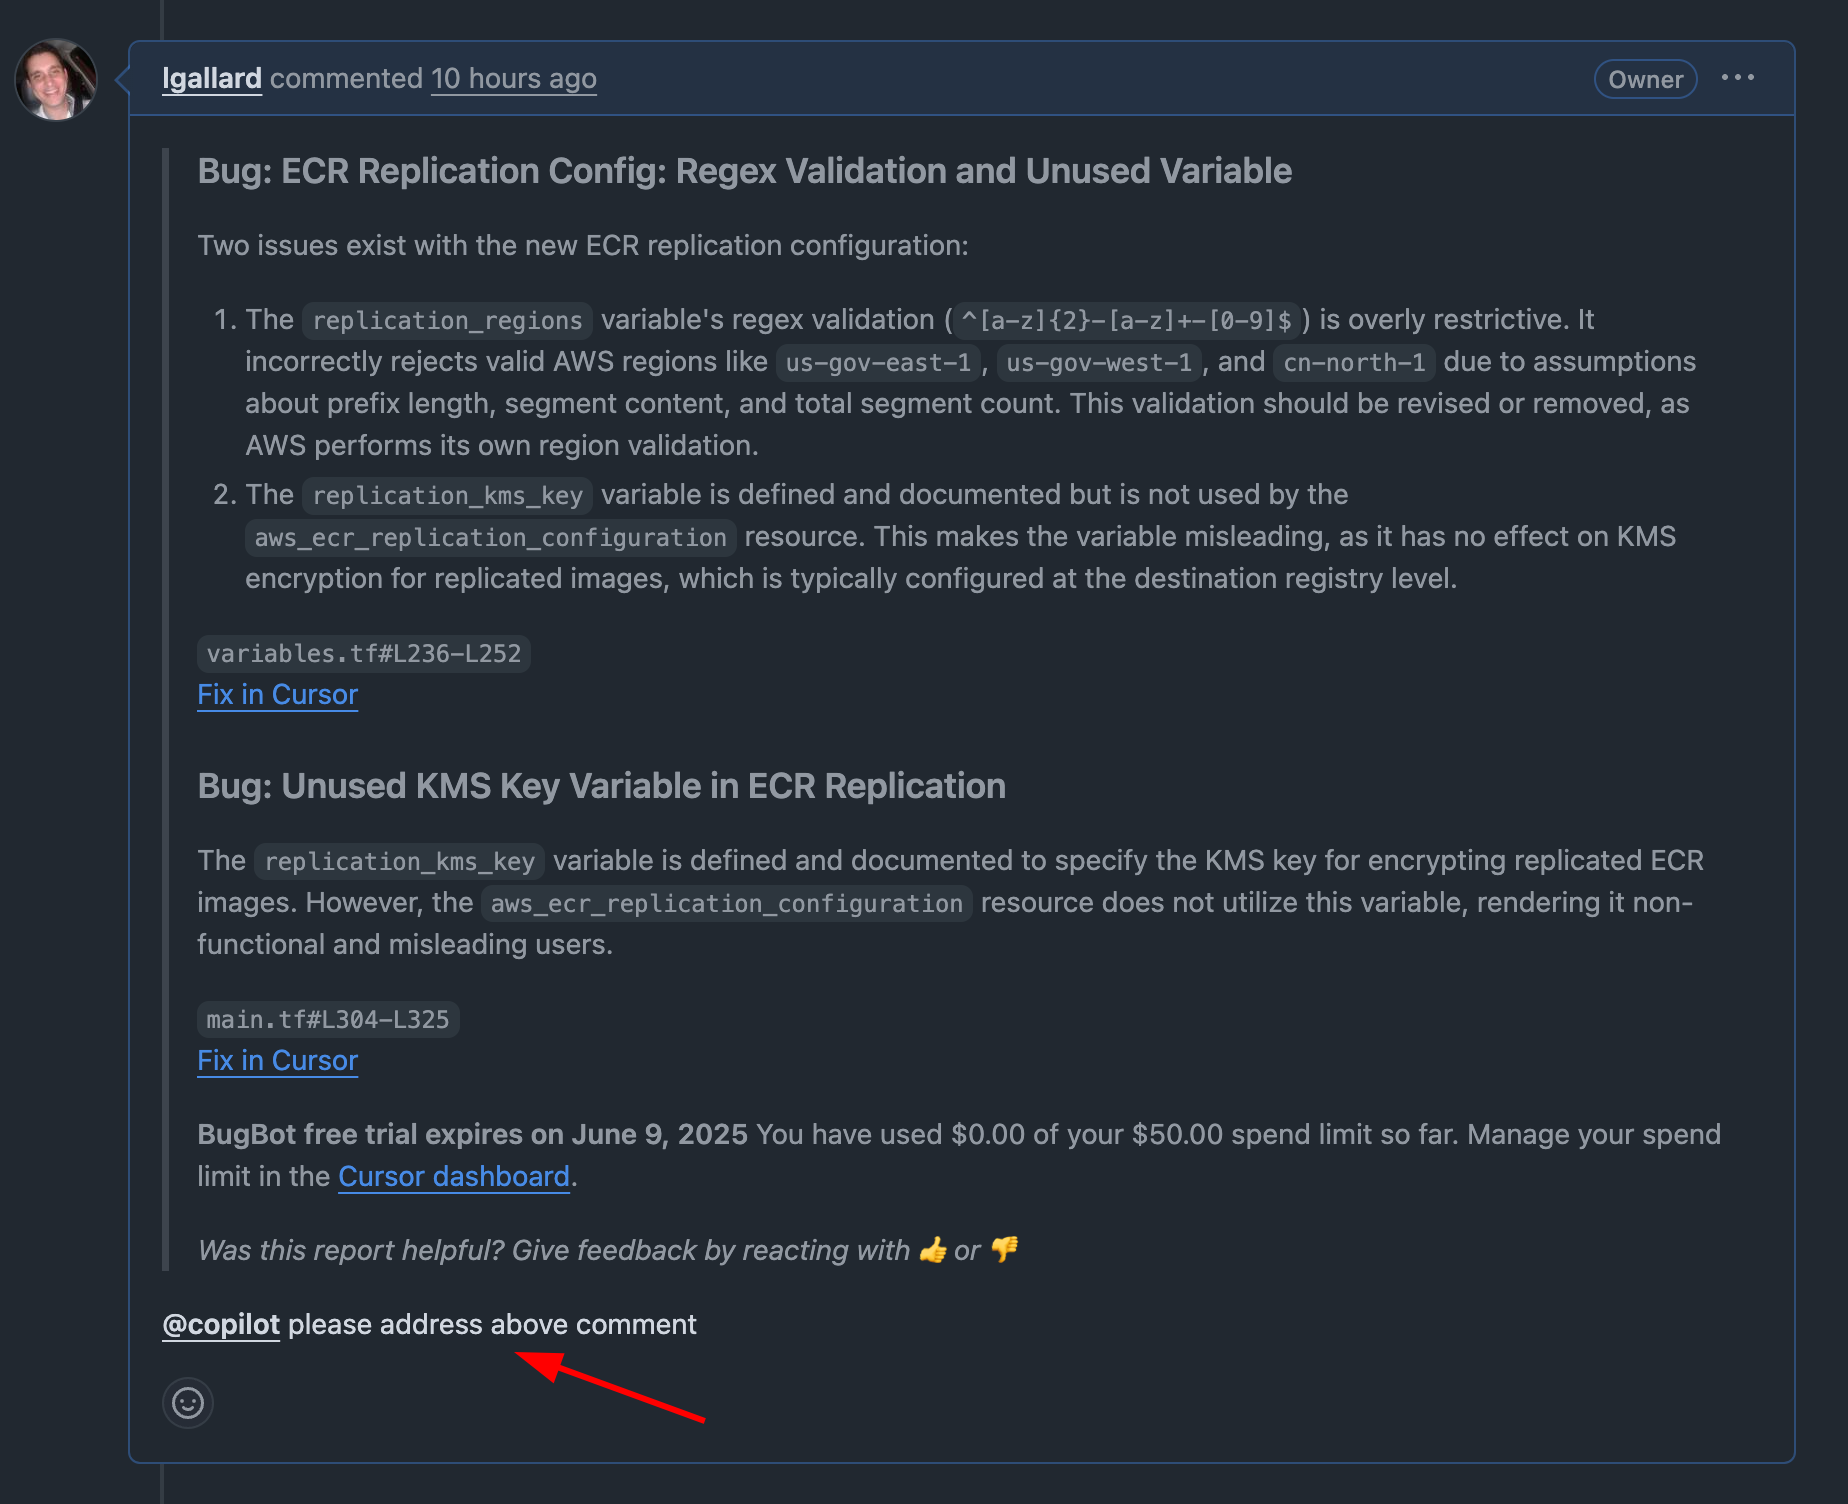 lgallard commented 10 hours ago
Owner
Bug: ECR Replication Config: Regex Validation and Unused Variable
Two issues exist with the new ECR replication configuration:
1. The replication_regions variable's regex validation (^[a-z]{2}-[a-z]+-[0-9]$) is overly restrictive. It
incorrectly rejects valid AWS regions like us-gov-east-1, us-gov-west-1, and cn-north-1 due to assumptions
about prefix length, segment content, and total segment count. This validation should be revised or removed, as
AWS performs its own region validation.
2. The replication_kms_key variable is defined and documented but is not used by the
aws_ecr_replication_configuration resource. This makes the variable misleading, as it has no effect on KMS
encryption for replicated images, which is typically configured at the destination registry level.
variables.tf#L236-L252
Fix in Cursor
Bug: Unused KMS Key Variable in ECR Replication
The replication_kms_key variable is defined and documented to specify the KMS key for encrypting replicated ECR
images. However, the aws_ecr_replication_configuration resource does not utilize this variable, rendering it non-
functional and misleading users.
main.tf#L304-L325
Fix in Cursor
BugBot free trial expires on June 9, 2025 You have used $0.00 of your $50.00 spend limit so far. Manage your spend
limit in the Cursor dashboard.
Was this report helpful? Give feedback by reacting with 👍 or 👎
@copilot please address above comment